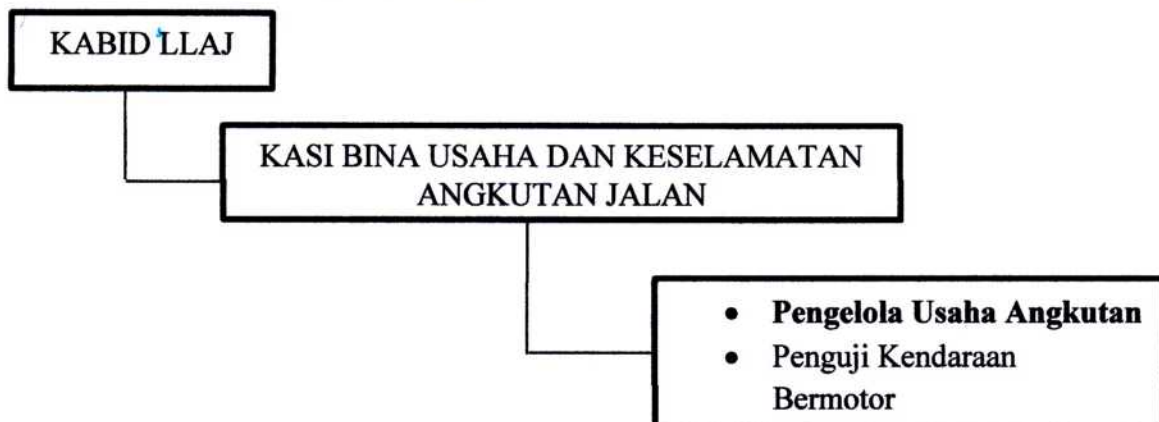 KABID LLAJ
KASI BINA USAHA DAN KESELAMATAN
ANGKUTAN JALAN
• Pengelola Usaha Angkutan
• Penguji Kendaraan
Bermotor